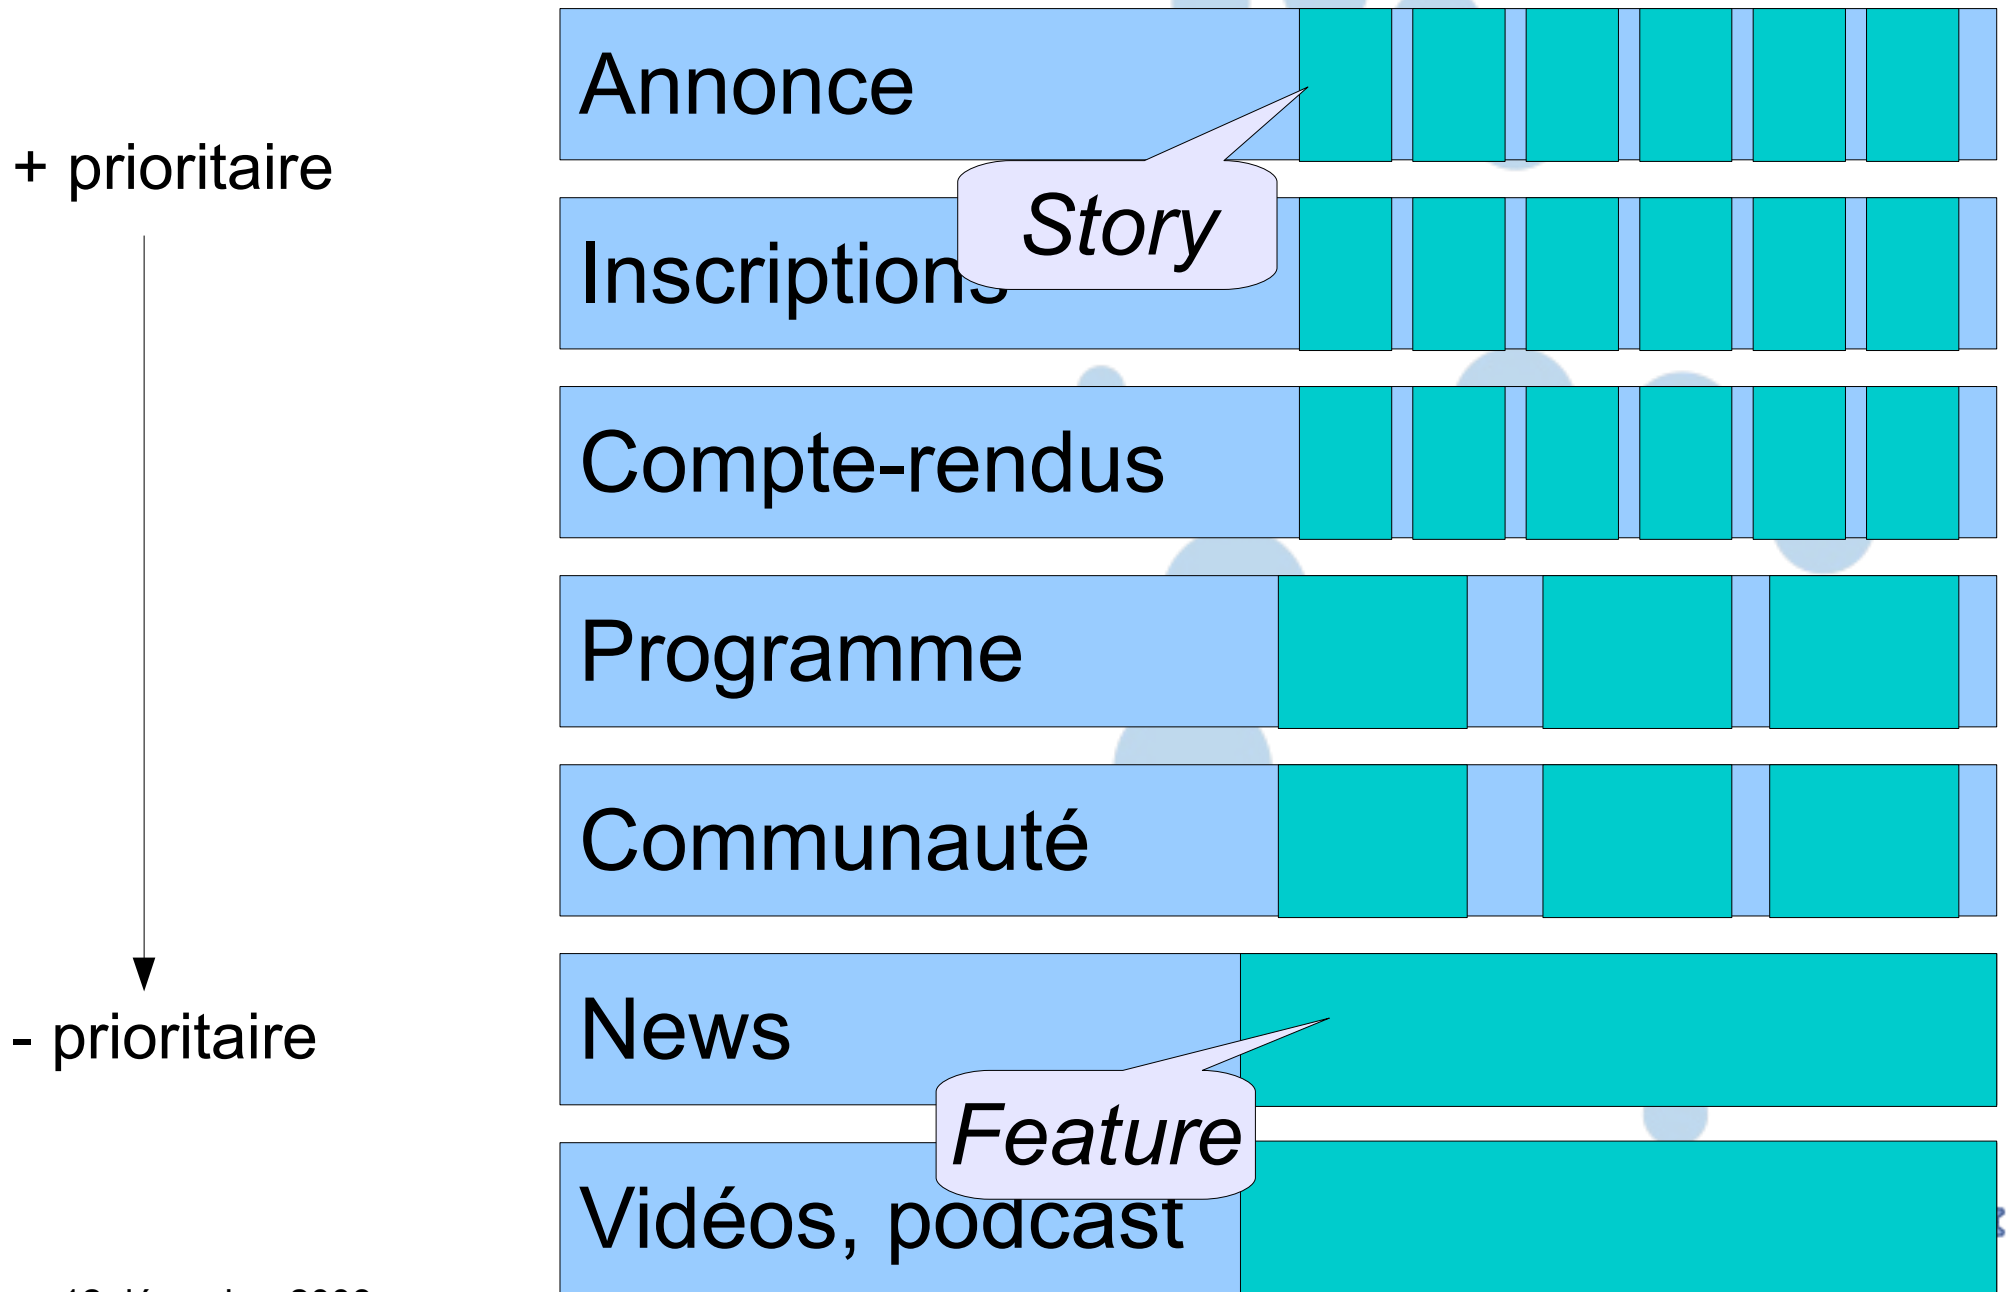 Annonce
+ prioritaire
Story
Inscriptions
Compte-rendus
Programme
Communauté
News
- prioritaire
Feature
Vidéos, podcast